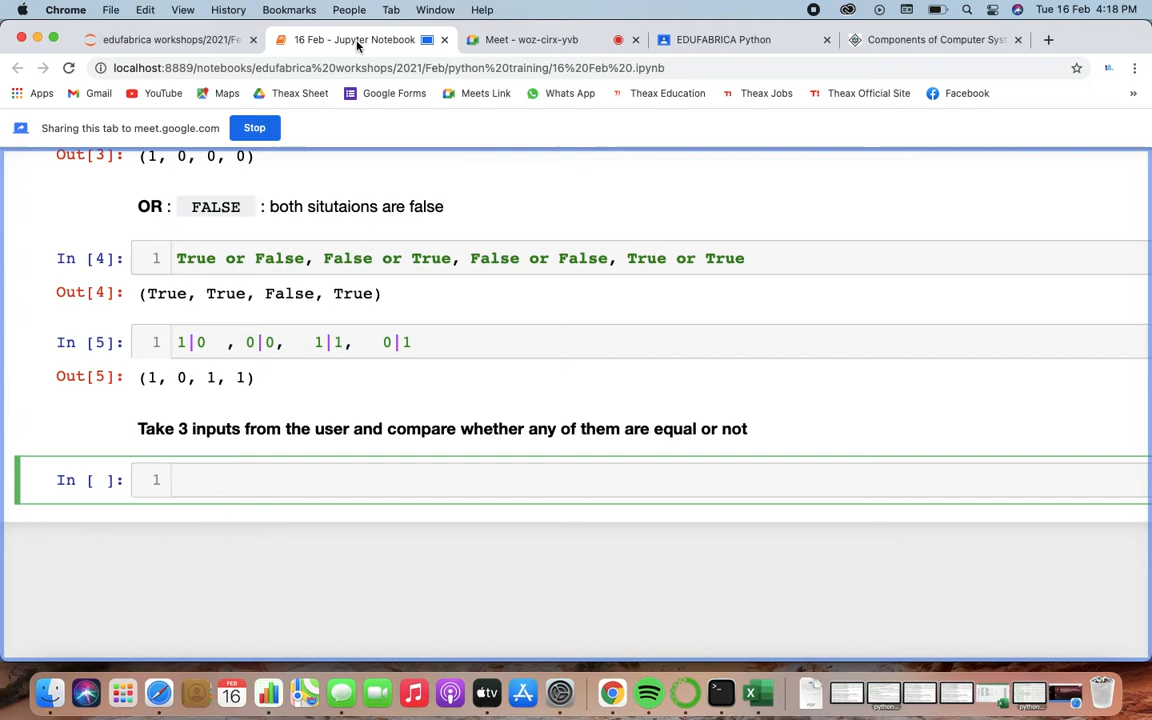 Chrome File Edit View History Bookmarks People Tab Window Help Tue 16 Feb 4:18 PM
edufabrica workshops/2021/Fe 16 Feb - Jupyter Notebook Meet - woz-cirx-yvb EDUFABRICA Python Components of Computer Syst
localhost:8889/notebooks/edufabrica%20workshops/2021/Feb/python%20training/16%20Feb%20.ipynb
Apps Gmail YouTube Maps Theax Sheet Google Forms Meets Link Whats App Theax Education Theax Jobs Theax Official Site Facebook »
Sharing this tab to meet.google.com Stop
Out[3]: (1, 0, 0, 0)
OR : FALSE : both situtaions are false
In [4]: 1 True or False, False or True, False or False, True or True
Out[4]: (True, True, False, True)
In [5]: 1 1|0 , 0|0, 1|1, 0|1
Out[5]: (1, 0, 1, 1)
Take 3 inputs from the user and compare whether any of them are equal or not
In [ ]: 1
FEB
16